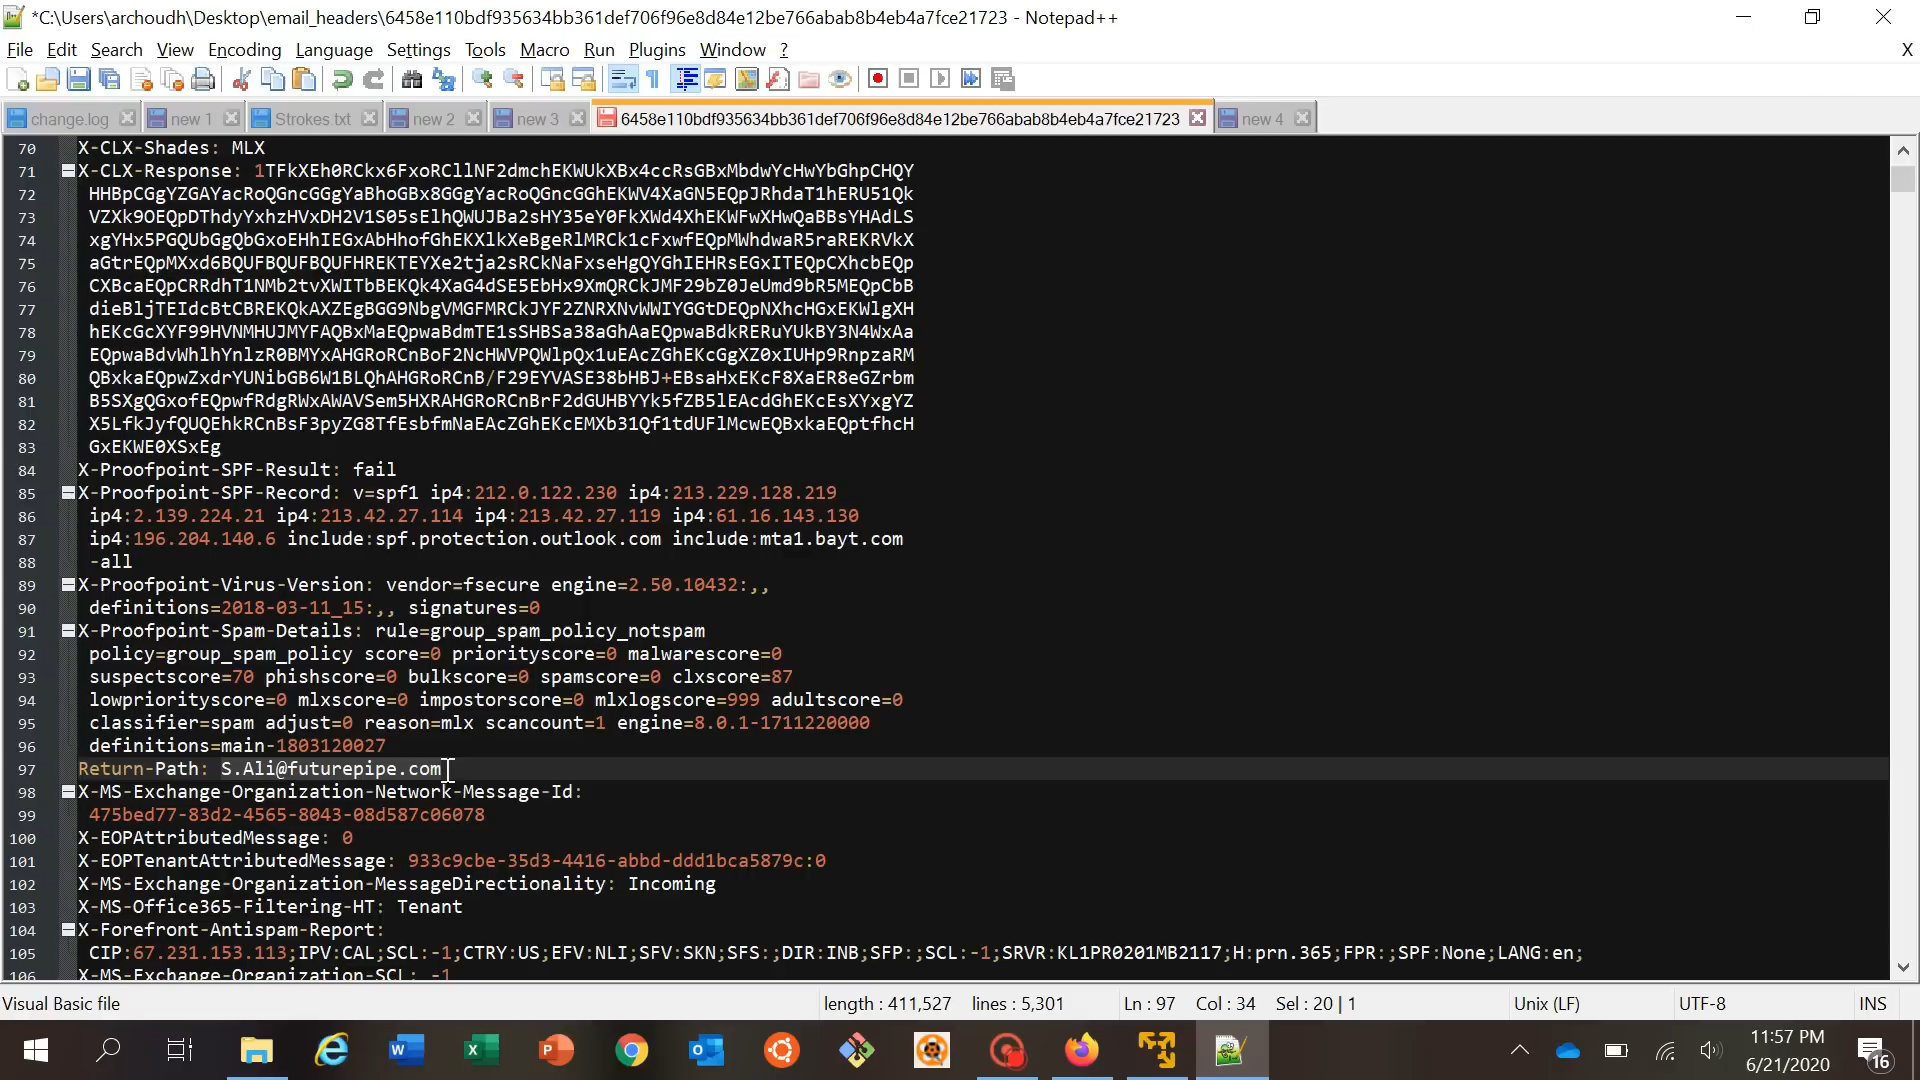 *C:\Users\archoudh\Desktop\email_headers\6458e110bdf935634bb361def706f96e8d84e12be766abab8b4eb4a7fce21723 - Notepad++
File Edit Search View Encoding Language Settings Tools Macro Run Plugins Window ? X
change.log new 1 Strokes.txt new 2 new 3 6458e110bdf935634bb361def706f96e8d84e12be766abab8b4eb4a7fce21723 new 4
70 X-CLX-Shades: MLX
71 X-CLX-Response: 1TFkXEh0RCkx6FxoRCllNF2dmchEKWUkXBx4ccRsGBxMbdwYcHwYbGhpCHQY
72 HHBpCGgYZGAYacRoQGncGGgYaBhoGBx8GGgYacRoQGncGGhEKWV4XaGN5EQpJRhdaT1hERU51Qk
73 VZXk9OEQpDThdyYxhzHVxDH2V1S05sElhQWUJBa2sHY35eY0FkXWd4XhEKWFwXHwQaBBsYHAdLS
74 xgYHx5PGQUbGgQbGxoEHhIEGxAbHhofGhEKXlkXeBgeRlMRCk1cFxwfEQpMWhdwaR5raREKRVkX
75 aGtrEQpMXxd6BQUFBQUFBQUFHREKTEYXe2tja2sRCkNaFxseHgQYGhIEHRsEGxITEQpCXhcbEQp
76 CXBcaEQpCRRdhT1NMb2tvXWITbBEKQk4XaG4dSE5EbHx9XmQRCkJMF29bZ0JeUmd9bR5MEQpCbB
77 dieBljTEIdcBtCBREKQkAXZEgBGG9NbgVMGFMRCkJYF2ZNRXNvWWIYGGtDEQpNXhcHGxEKWlgXH
78 hEKcGcXYF99HVNMHUJMYFAQBxMaEQpwaBdmTE1sSHBSa38aGhAaEQpwaBdkRERuYUkBY3N4WxAa
79 EQpwaBdvWhlhYnlzR0BMYxAHGRoRCnBoF2NcHWVPQWlpQx1uEAcZGhEKcGgXZ0xIUHp9RnpzaRM
80 QBxkaEQpwZxdrYUNibGB6W1BLQhAHGRoRCnB/F29EYVASE38bHBJ+EBsaHxEKcF8XaER8eGZrbm
81 B5SXgQGxofEQpwfRdgRWxAWAVSem5HXRAHGRoRCnBrF2dGUHBYYk5fZB5lEAcdGhEKcEsXYxgYZ
82 X5LfkJyfQUQEhkRCnBsF3pyZG8TfEsbfmNaEAcZGhEKcEMXb31Qf1tdUFlMcwEQBxkaEQptfhcH
83 GxEKWE0XSxEg
84 X-Proofpoint-SPF-Result: fail
85 X-Proofpoint-SPF-Record: v=spf1 ip4:212.0.122.230 ip4:213.229.128.219
86 ip4:2.139.224.21 ip4:213.42.27.114 ip4:213.42.27.119 ip4:61.16.143.130
87 ip4:196.204.140.6 include:spf.protection.outlook.com include:mta1.bayt.com
88 -all
89 X-Proofpoint-Virus-Version: vendor=fsecure engine=2.50.10432:,,
90 definitions=2018-03-11_15:,, signatures=0
91 X-Proofpoint-Spam-Details: rule=group_spam_policy_notspam
92 policy=group_spam_policy score=0 priorityscore=0 malwarescore=0
93 suspectscore=70 phishscore=0 bulkscore=0 spamscore=0 clxscore=87
94 lowpriorityscore=0 mlxscore=0 impostorscore=0 mlxlogscore=999 adultscore=0
95 classifier=spam adjust=0 reason=mlx scancount=1 engine=8.0.1-1711220000
96 definitions=main-1803120027
97 Return-Path: S.Ali@futurepipe.com
98 X-MS-Exchange-Organization-Network-Message-Id:
99 475bed77-83d2-4565-8043-08d587c06078
100 X-EOPAttributedMessage: 0
101 X-EOPTenantAttributedMessage: 933c9cbe-35d3-4416-abbd-ddd1bca5879c:0
102 X-MS-Exchange-Organization-MessageDirectionality: Incoming
103 X-MS-Office365-Filtering-HT: Tenant
104 X-Forefront-Antispam-Report:
105 CIP:67.231.153.113;IPV:CAL;SCL:-1;CTRY:US;EFV:NLI;SFV:SKN;SFS:;DIR:INB;SFP:;SCL:-1;SRVR:KL1PR0201MB2117;H:prn.365;FPR:;SPF:None;LANG:en;
106 X-MS-Exchange-Organization-SCL: -1
Visual Basic file length : 411,527 lines : 5,301 Ln : 97 Col : 34 Sel : 20 | 1 Unix (LF) UTF-8 INS
11:57 PM
6/21/2020
16